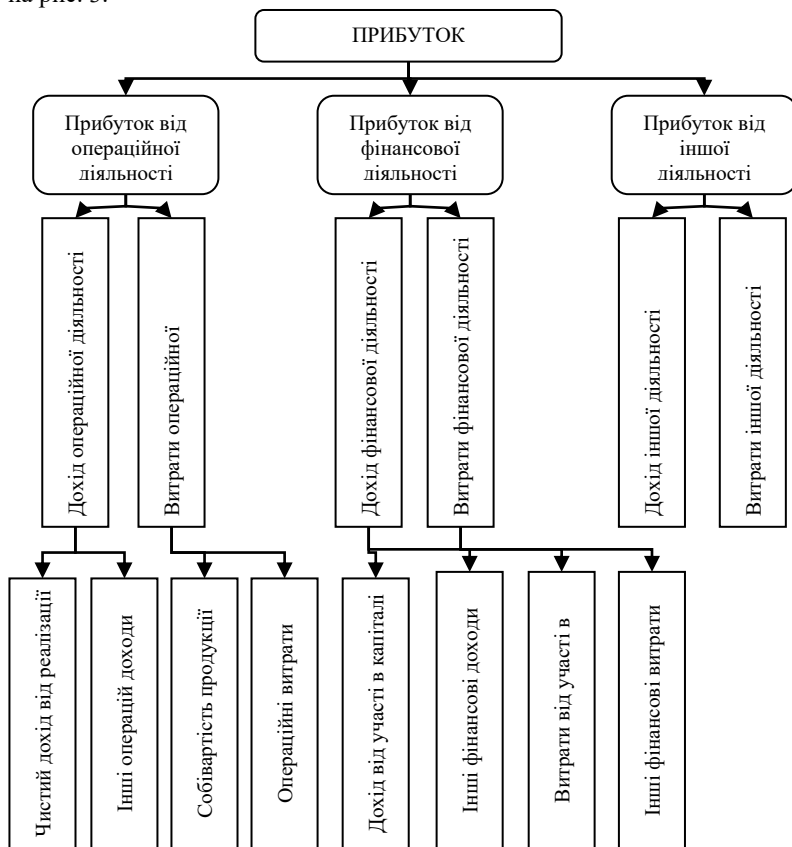 на рис. 3.
ПРИБУТОК
Прибуток від
операційної
діяльності
Прибуток від
фінансової
діяльності
Прибуток від
іншої
діяльності
Дохід операційної діяльності
Витрати операційної
Дохід фінансової діяльності
Витрати фінансової діяльності
Дохід іншої діяльності
Витрати іншої діяльності
Чистий дохід від реалізації
Інші операцій доходи
Собівартість продукції
Операційні витрати
Дохід від участі в капіталі
Інші фінансові доходи
Витрати від участі в
Інші фінансові витрати